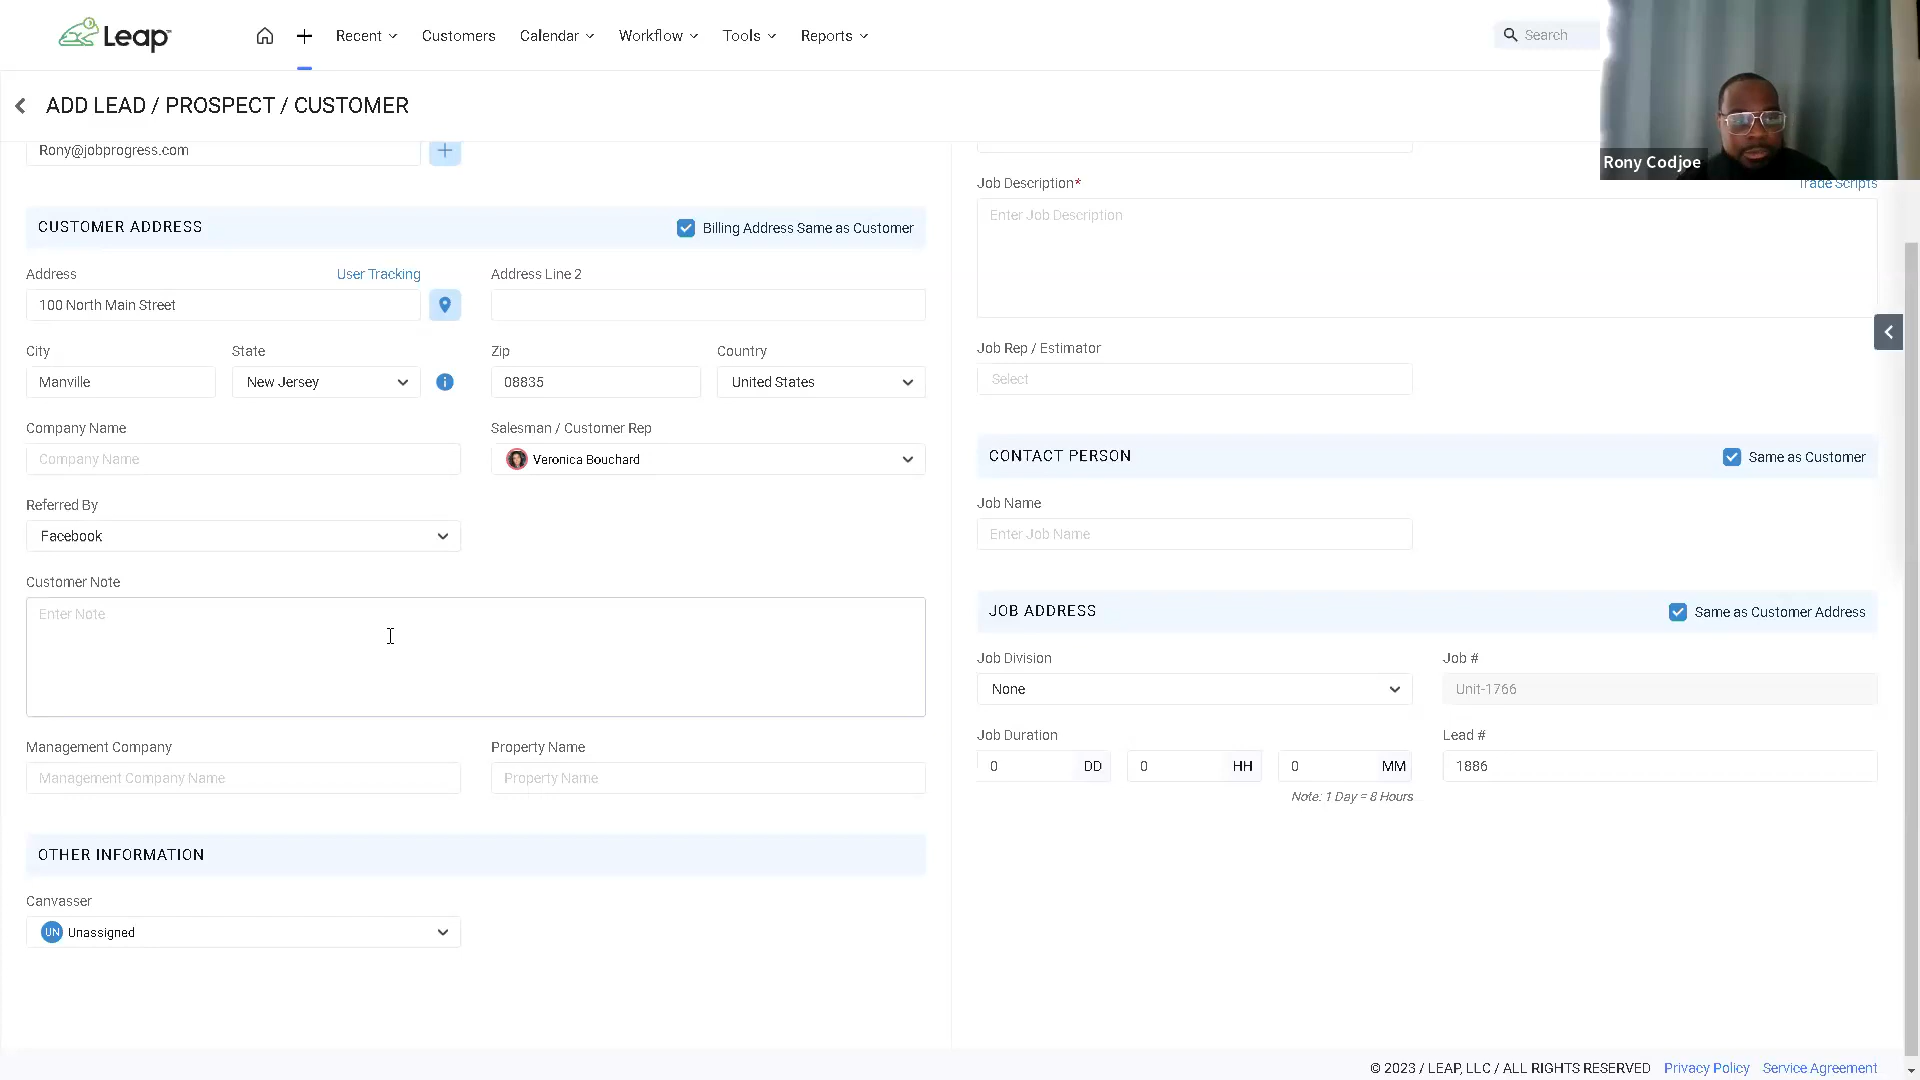 Leap
Recent
Customers
Calendar
Workflow
Tools
Reports
Search
Rony Codjoe
ADD LEAD / PROSPECT / CUSTOMER
Rony@jobprogress.com
CUSTOMER ADDRESS
Billing Address Same as Customer
Address
User Tracking
Address Line 2
100 North Main Street
City
State
Zip
Country
Manville
New Jersey
08835
United States
Company Name
Salesman / Customer Rep
Company Name
Veronica Bouchard
Referred By
Facebook
Customer Note
Enter Note
Management Company
Property Name
Management Company Name
Property Name
OTHER INFORMATION
Canvasser
UN Unassigned
Job Description*
Trade Scripts
Enter Job Description
Job Rep / Estimator
Select
CONTACT PERSON
Same as Customer
Job Name
Enter Job Name
JOB ADDRESS
Same as Customer Address
Job Division
Job #
None
Unit-1766
Job Duration
Lead #
0 DD
0 HH
0 MM
1886
Note: 1 Day = 8 Hours
© 2023 / LEAP, LLC / ALL RIGHTS RESERVED
Privacy Policy
Service Agreement